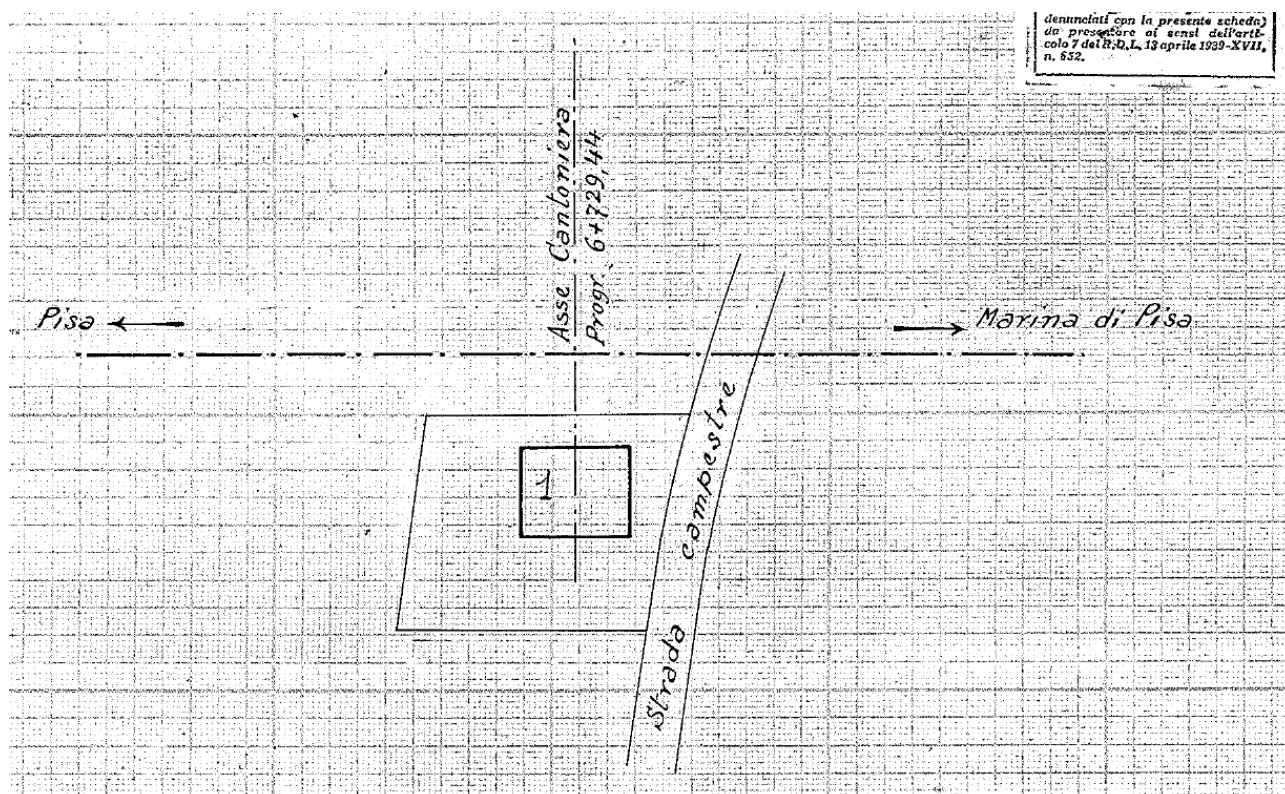 denunciati con la presente scheda)
da presentare ai sensi dell'arti-
colo 7 del R.D.L. 13 aprile 1939-XVII,
n. 652.
Asse Cantoniera
Progr. 6+729,44
Pisa
Marina di Pisa
Strada campestre
1